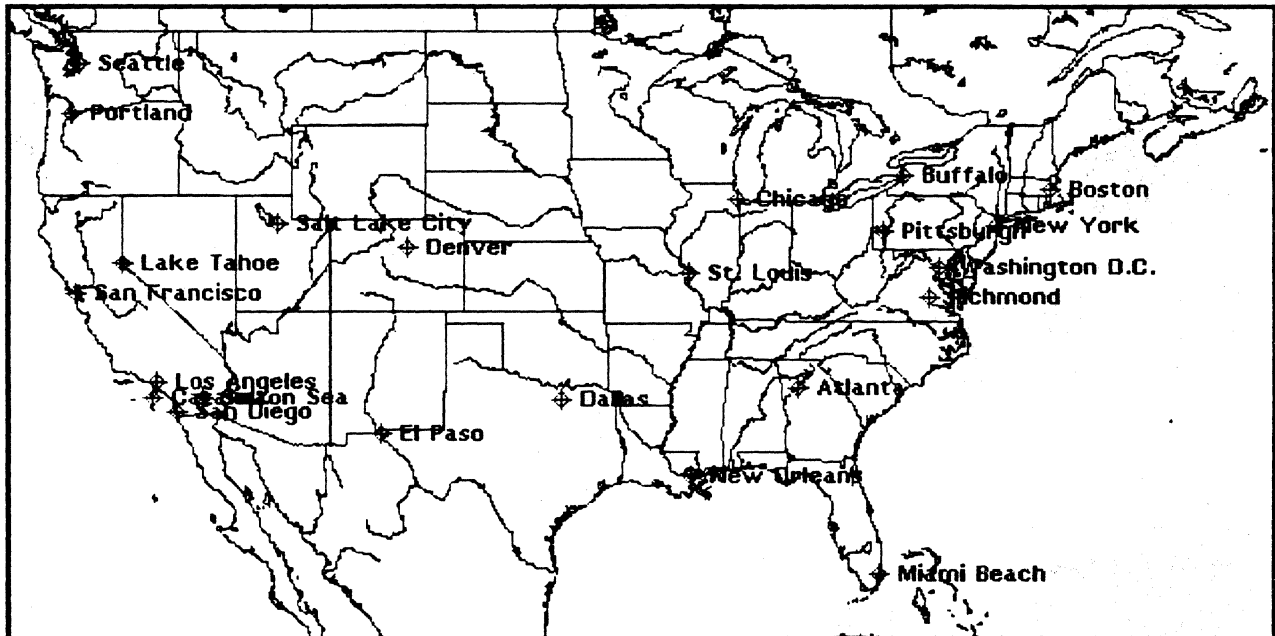 Seattle
Portland
Buffalo
Boston
Chicago
Salt Lake City
New York
Pittsburgh
Denver
Lake Tahoe
St. Louis
Washington D.C.
San Francisco
Richmond
Los Angeles
Atlanta
Salton Sea
Dallas
San Diego
El Paso
New Orleans
Miami Beach